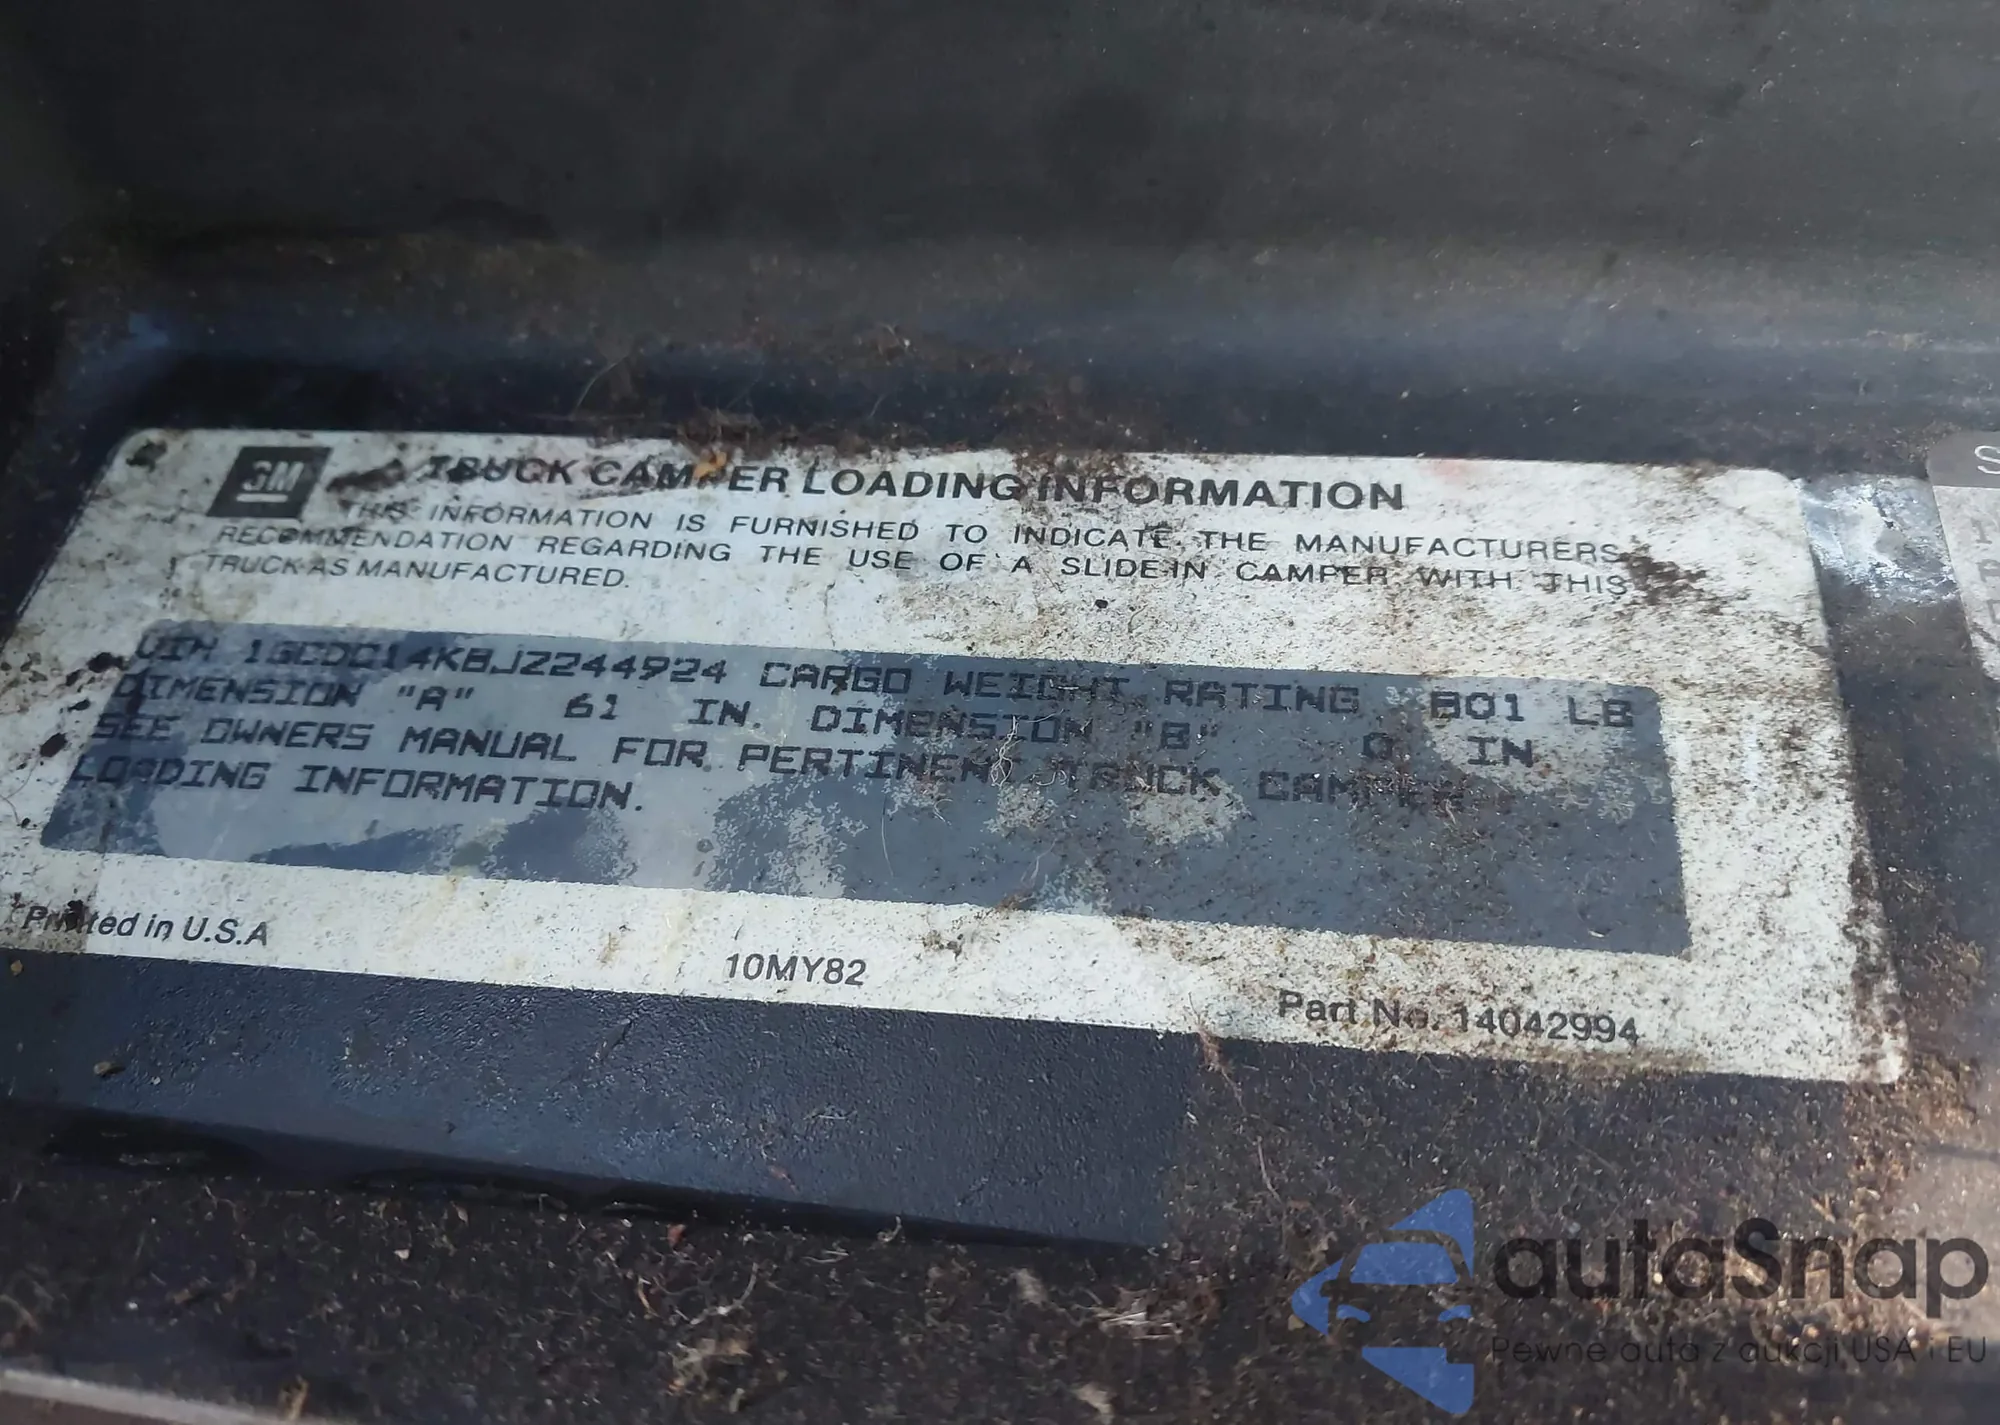 GM
TRUCK CAMPER LOADING INFORMATION
THIS INFORMATION IS FURNISHED TO INDICATE THE MANUFACTURERS
RECOMMENDATION REGARDING THE USE OF A SLIDE-IN CAMPER WITH THIS
TRUCK AS MANUFACTURED.
VIN 1GCDC14K8JZ244924 CARGO WEIGHT RATING 801 LB
DIMENSION "A" 61 IN. DIMENSION "B" 0 IN.
SEE OWNERS MANUAL FOR PERTINENT TRUCK CAMPER
LOADING INFORMATION.
Printed in U.S.A
10MY82
Part No. 14042994
autaSnap
Pewne auta z aukcji USA i EU